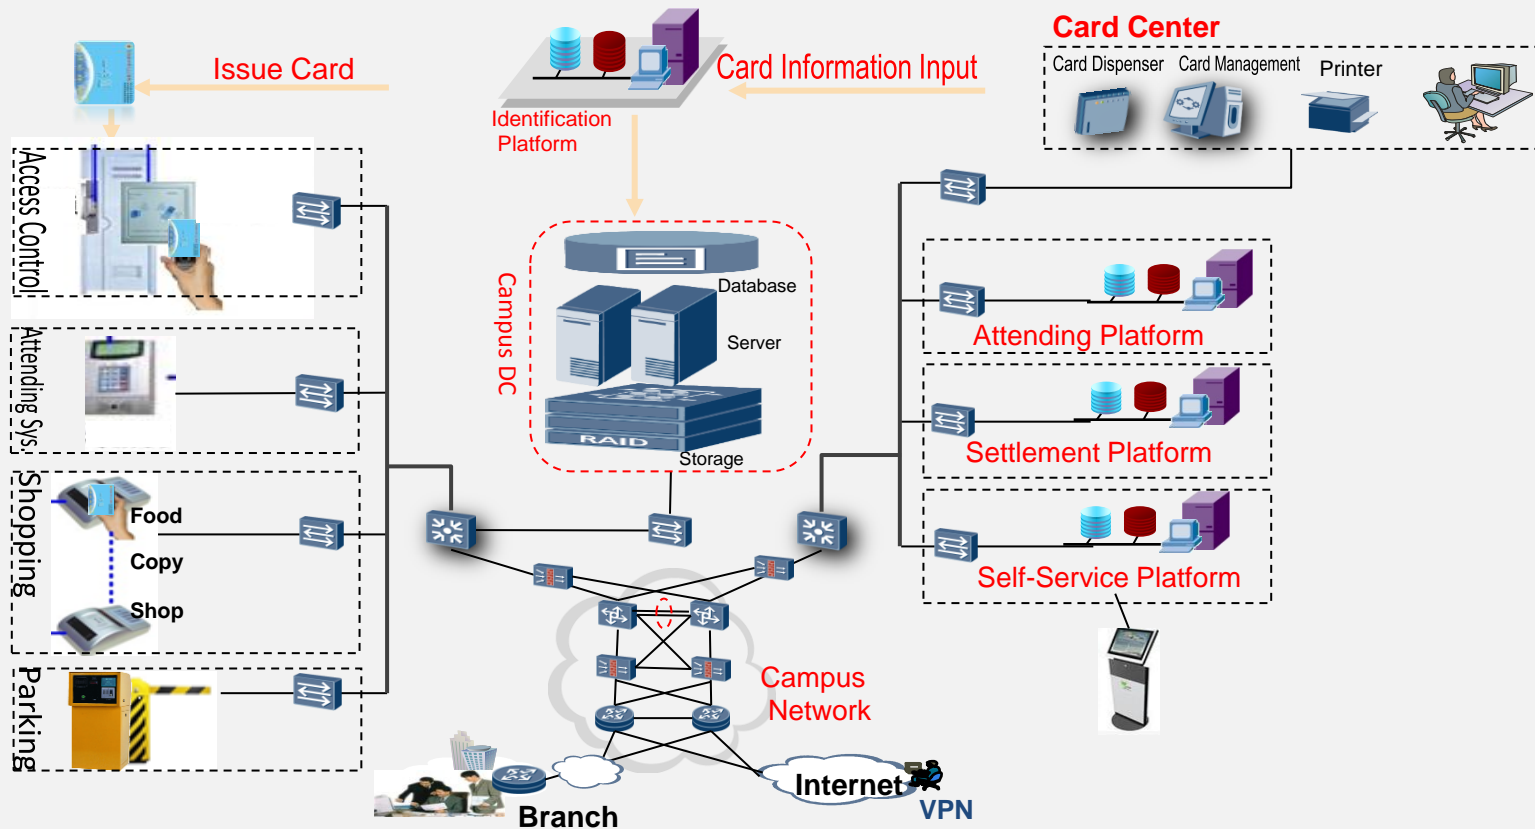 Card Center
Issue Card
Card Information Input
Card Dispenser
Card Management
Printer
Identification
Platform
Access Control
Attending Sys.
Shopping
Food
Copy
Shop
Parking
Campus DC
Database
Server
RAID
Storage
Attending Platform
Settlement Platform
Self-Service Platform
Campus
Network
Branch
Internet
VPN